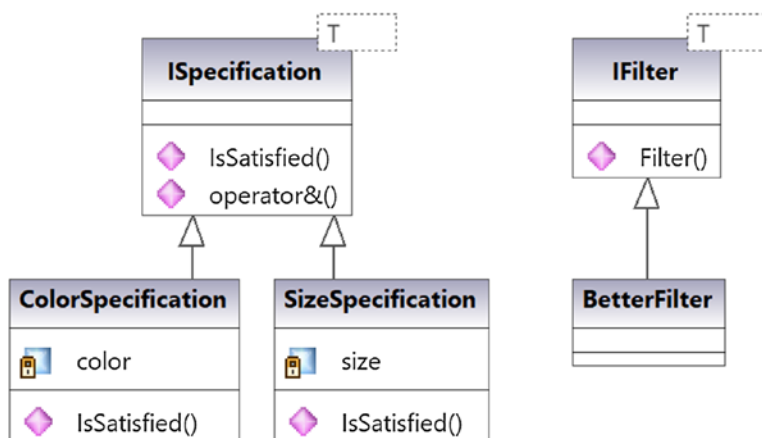 T
ISpecification
IsSatisfied()
operator&()
T
IFilter
Filter()
ColorSpecification
color
IsSatisfied()
SizeSpecification
size
IsSatisfied()
BetterFilter